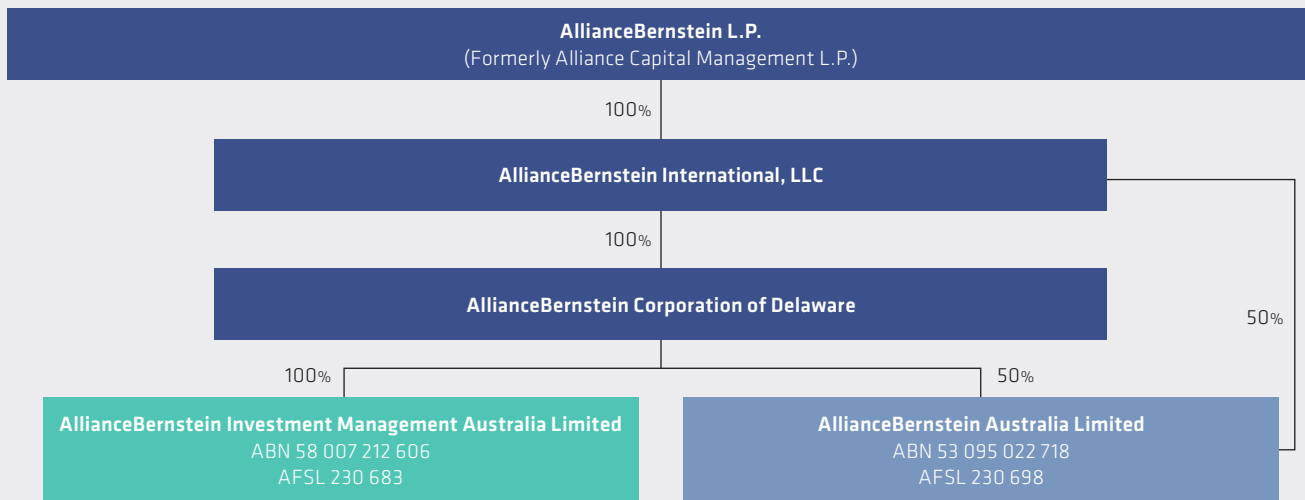 AllianceBernstein L.P.
(Formerly Alliance Capital Management L.P.)
100%
AllianceBernstein International, LLC
100%
AllianceBernstein Corporation of Delaware
50%
100%
50%
AllianceBernstein Investment Management Australia Limited
ABN 58 007 212 606
AFSL 230 683
AllianceBernstein Australia Limited
ABN 53 095 022 718
AFSL 230 698